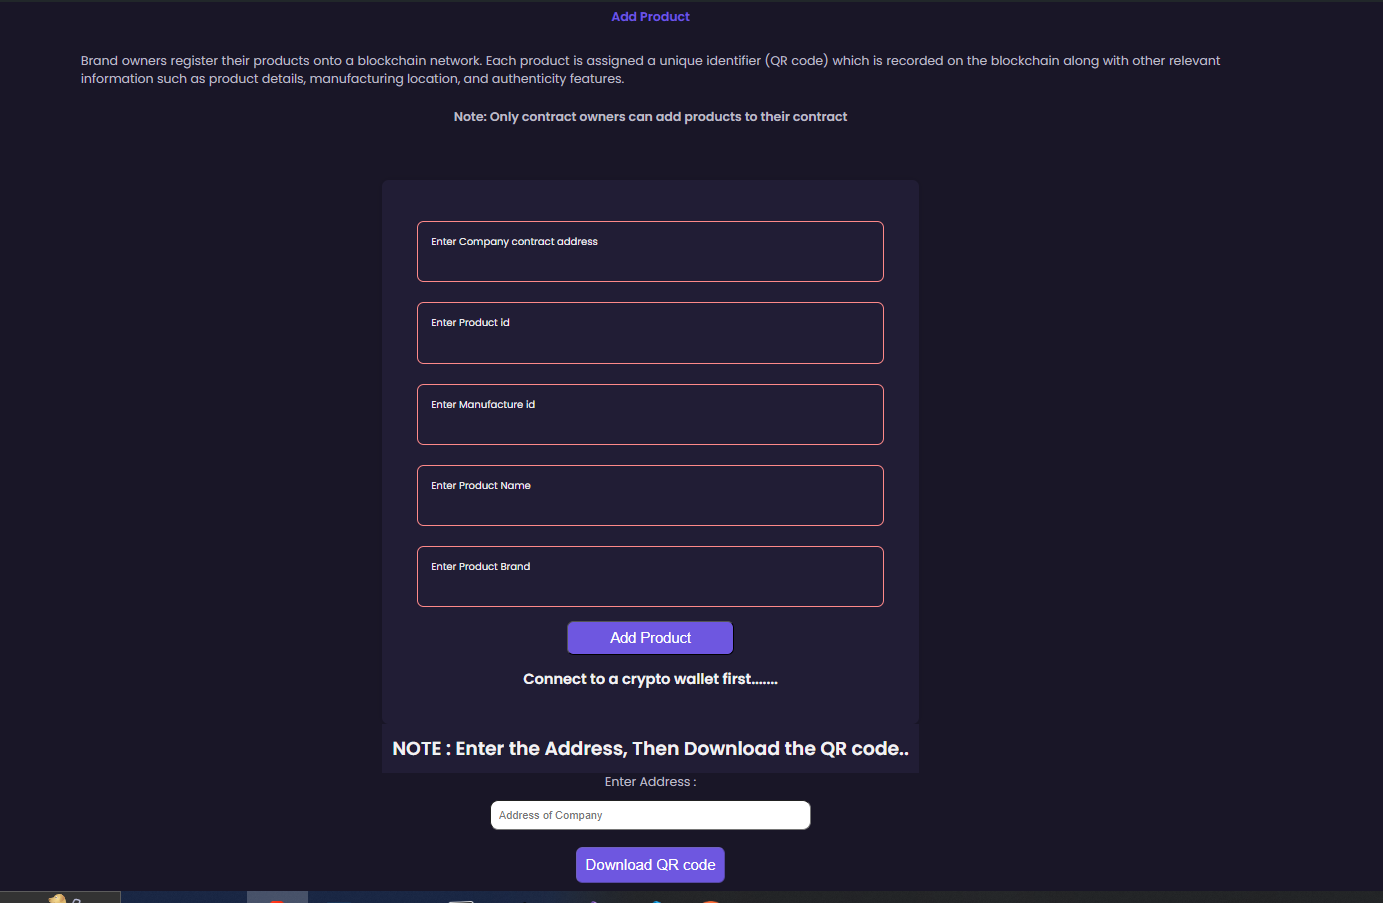 Add Product
Brand owners register their products onto a blockchain network. Each product is assigned a unique identifier (QR code) which is recorded on the blockchain along with other relevant
information such as product details, manufacturing location, and authenticity features.
Note: Only contract owners can add products to their contract
Enter Company contract address
Enter Product id
Enter Manufacture id
Enter Product Name
Enter Product Brand
Add Product
Connect to a crypto wallet first.......
NOTE : Enter the Address, Then Download the QR code..
Enter Address :
Address of Company
Download QR code